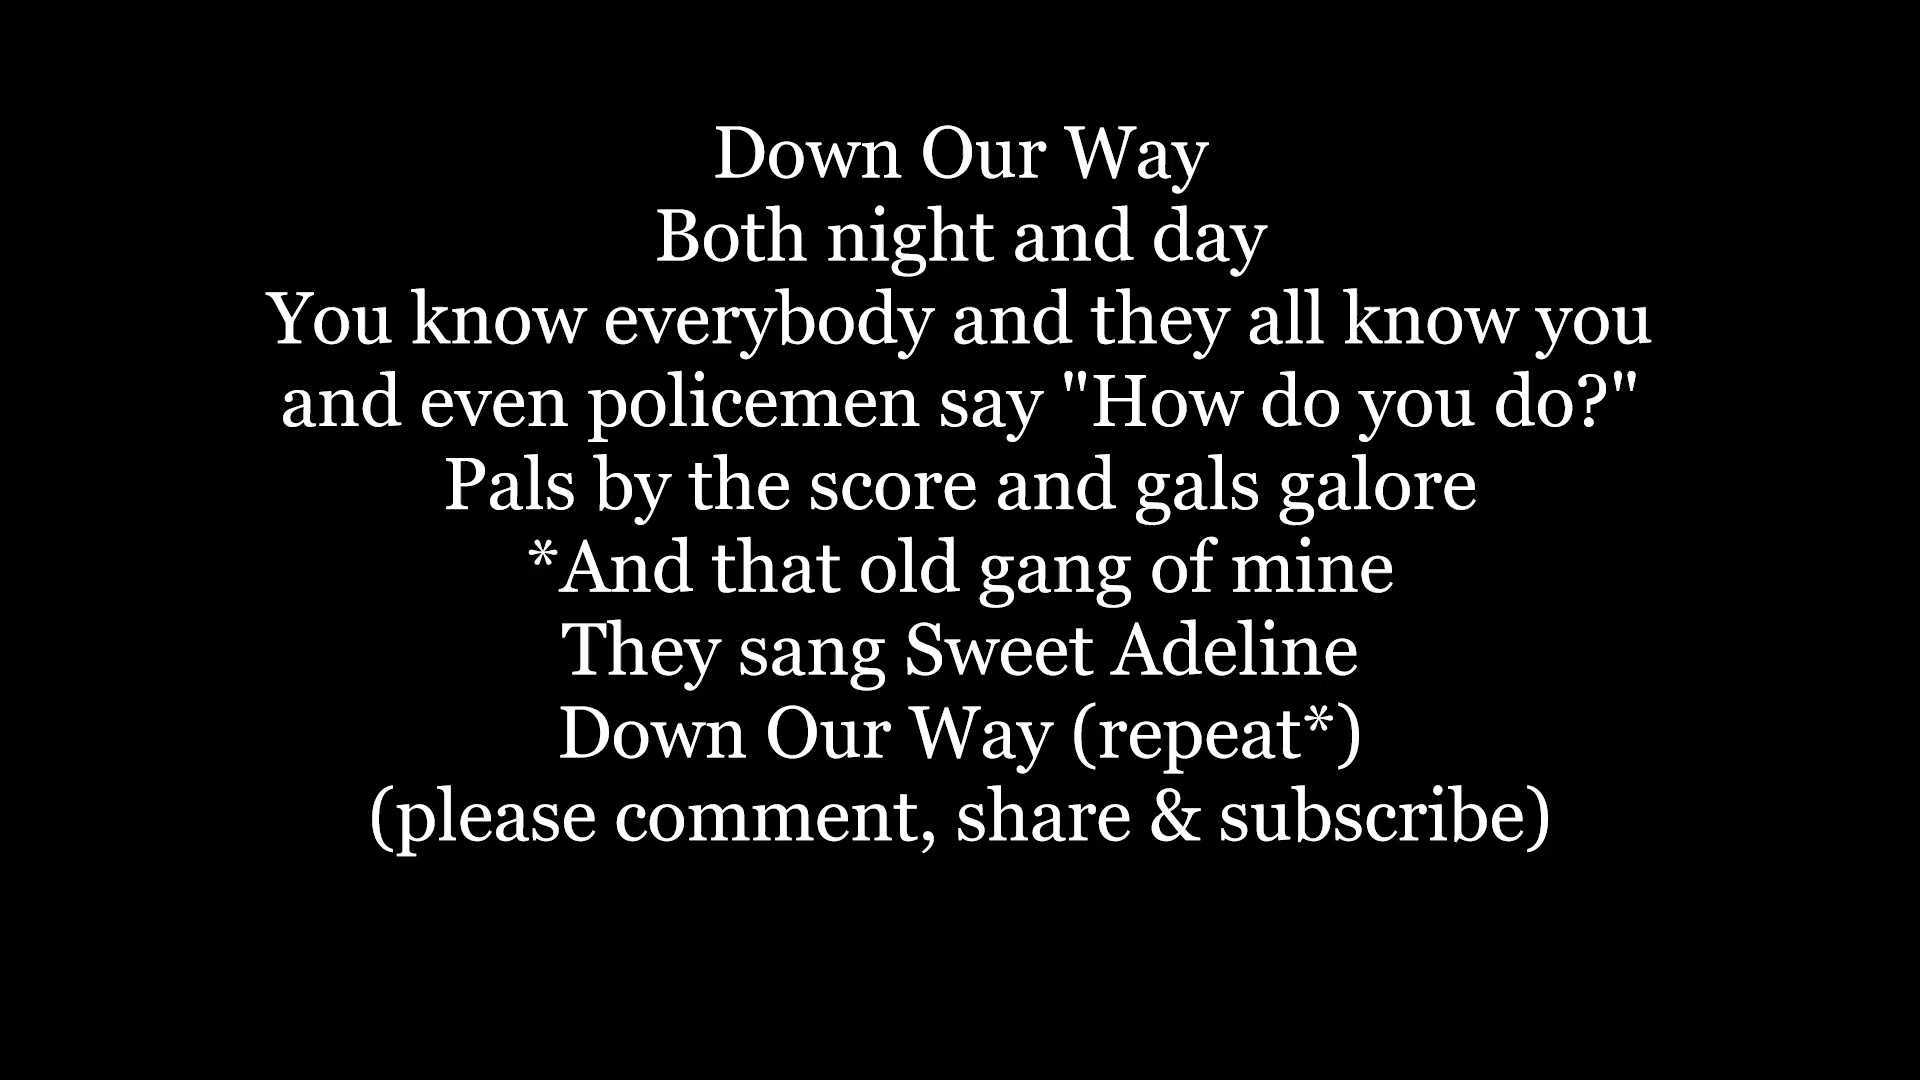 Down Our Way
Both night and day
You know everybody and they all know you
and even policemen say "How do you do?"
Pals by the score and gals galore
*And that old gang of mine
They sang Sweet Adeline
Down Our Way (repeat*)
(please comment, share & subscribe)